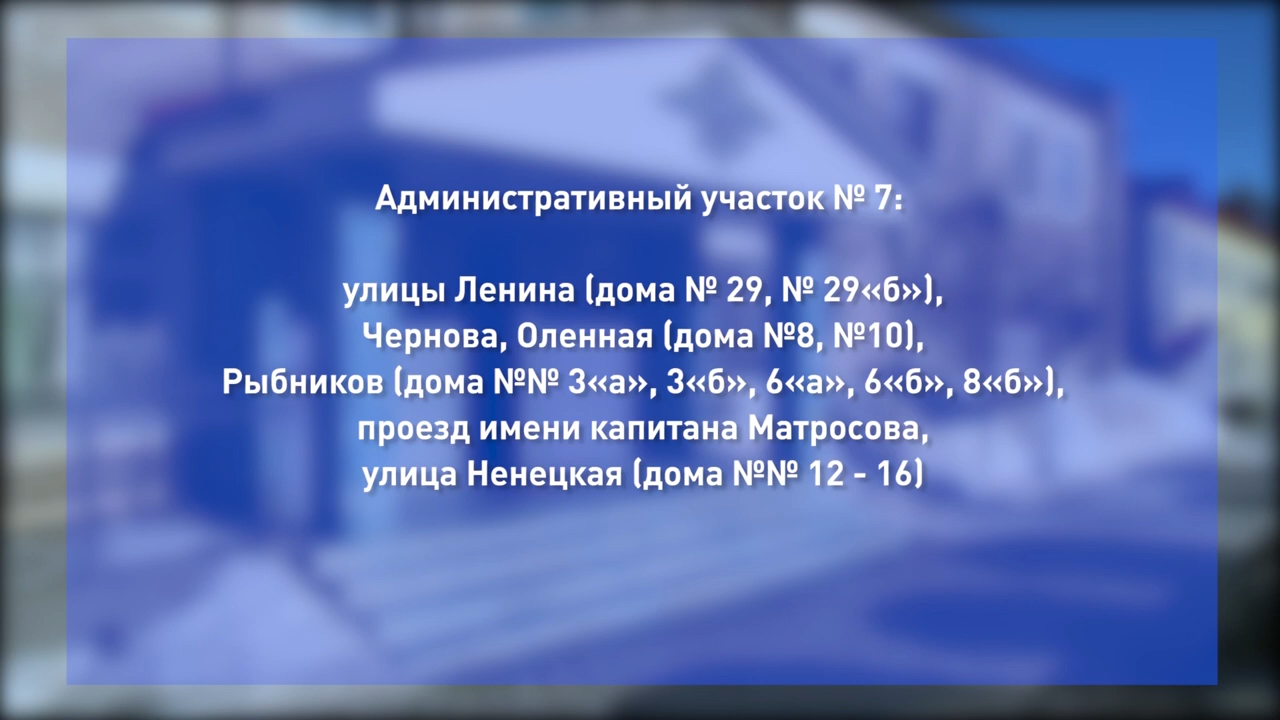 Административный участок № 7:
улицы Ленина (дома № 29, № 29«б»),
Чернова, Оленная (дома №8, №10),
Рыбников (дома №№ 3«а», 3«б», 6«а», 6«б», 8«б»),
проезд имени капитана Матросова,
улица Ненецкая (дома №№ 12 - 16)